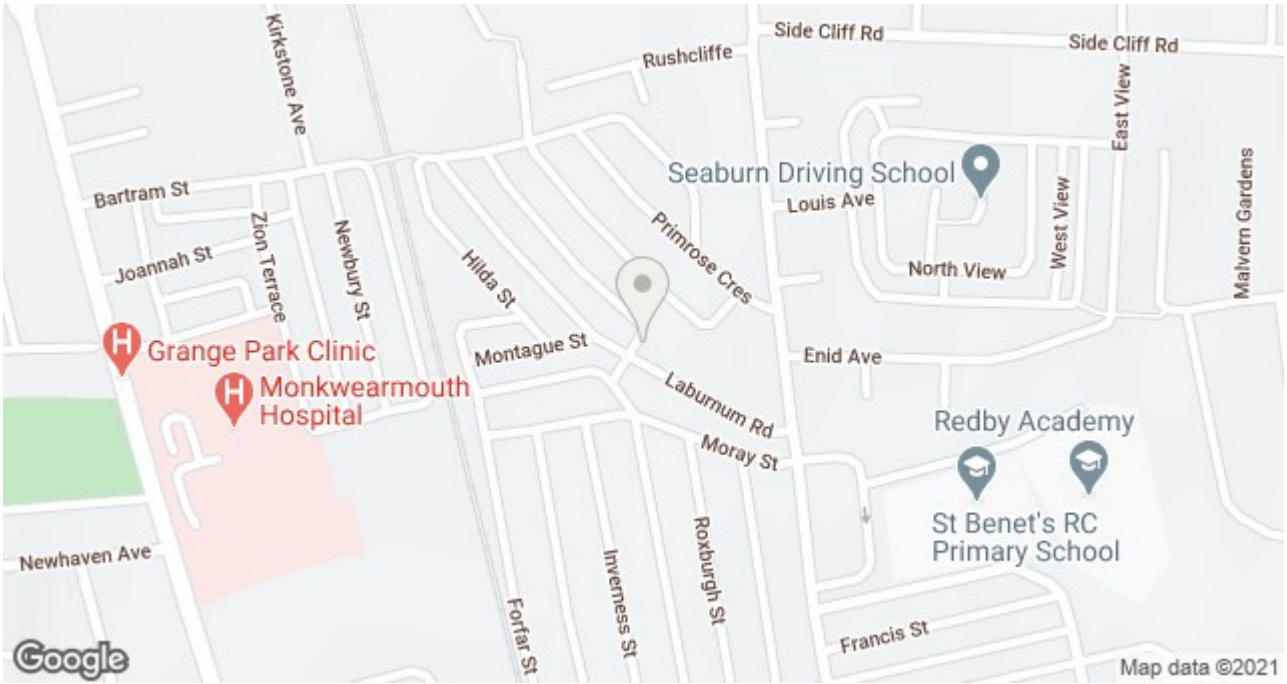 Kirkstone Ave
Rushcliffe
Side Cliff Rd
Side Cliff Rd
East View
Bartram St
Seaburn Driving School
Louis Ave
West View
Malvern Gardens
Zion Terrace
Newbury St
Primrose Cres
Joannah St
Hilda St
North View
Grange Park Clinic
Montague St
Enid Ave
Monkwearmouth
Hospital
Laburnum Rd
Redby Academy
Moray St
St Benet's RC
Primary School
Newhaven Ave
Inverness St
Roxburgh St
Forfar St
Francis St
Google
Map data ©2021
H
H